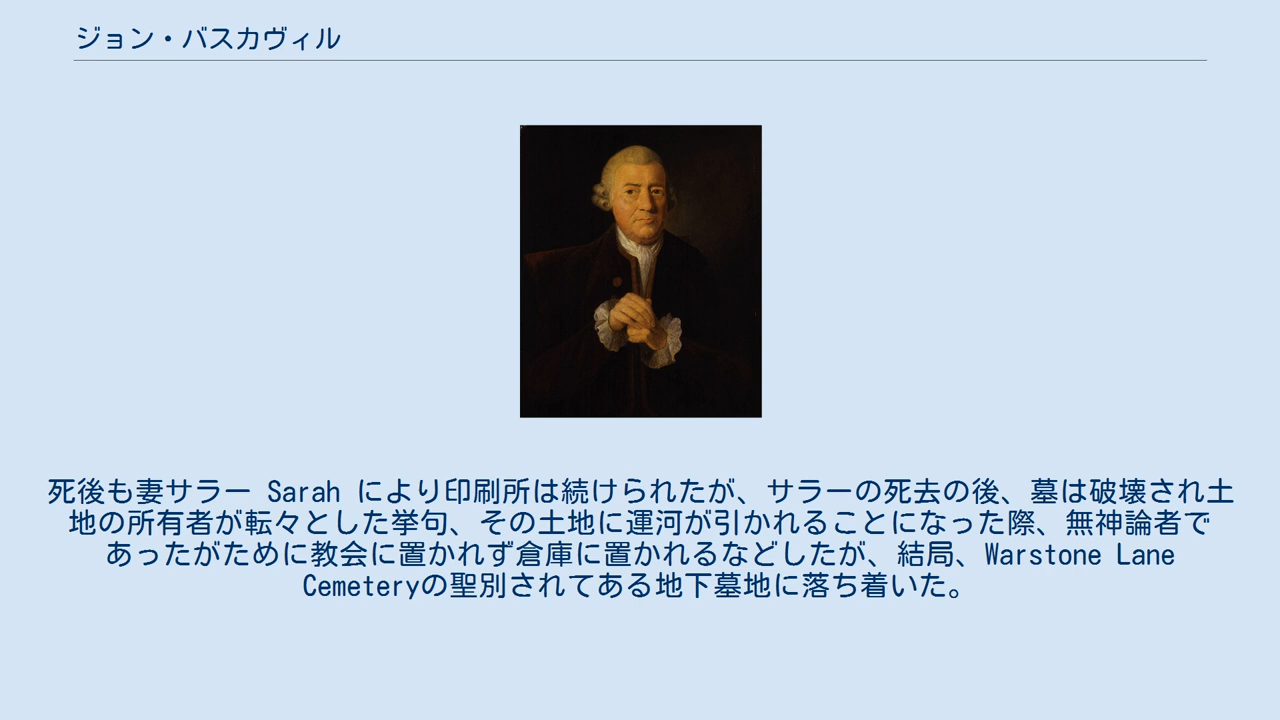 ジョン・バスカヴィル
死後も妻サラー Sarah により印刷所は続けられたが、サラーの死去の後、墓は破壊され土
地の所有者が転々とした挙句、その土地に運河が引かれることになった際、無神論者で
あったがために教会に置かれず倉庫に置かれるなどしたが、結局、Warstone Lane
Cemeteryの聖別されてある地下墓地に落ち着いた。